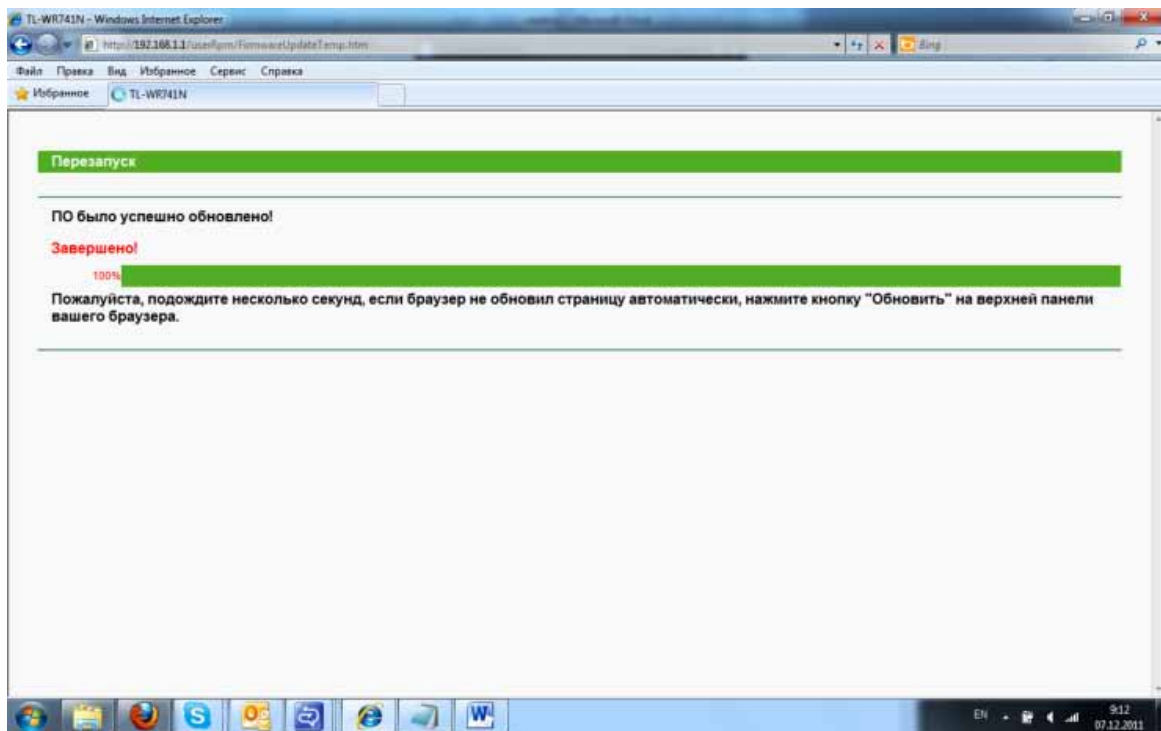 TL-WR741N - Windows Internet Explorer
http://192.168.1.1/userRpm/FirmwareUpdateTemp.htm
Bing
Файл Правка Вид Избранное Сервис Справка
Избранное TL-WR741N
Перезапуск
ПО было успешно обновлено!
Завершено!
100%
Пожалуйста, подождите несколько секунд, если браузер не обновил страницу автоматически, нажмите кнопку "Обновить" на верхней панели
вашего браузера.
EN 9:12
07.12.2011